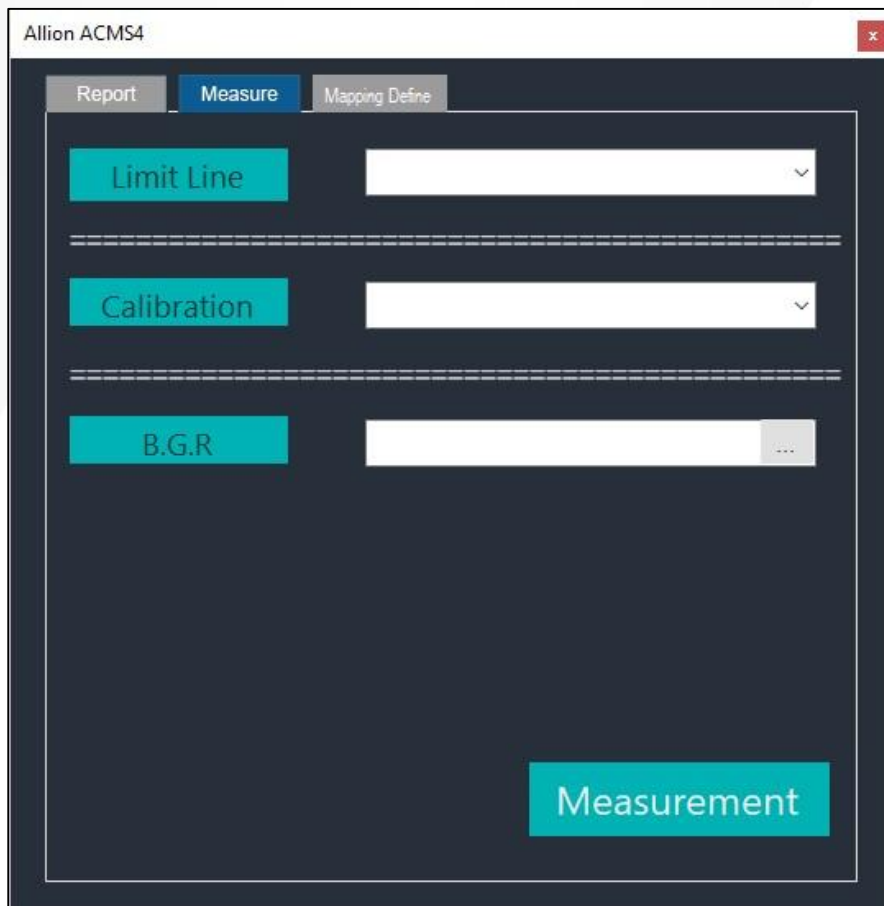 Allion ACMS4
x
Report Measure Mapping Define
Limit Line
===============================================
Calibration
===============================================
B.G.R ...
Measurement